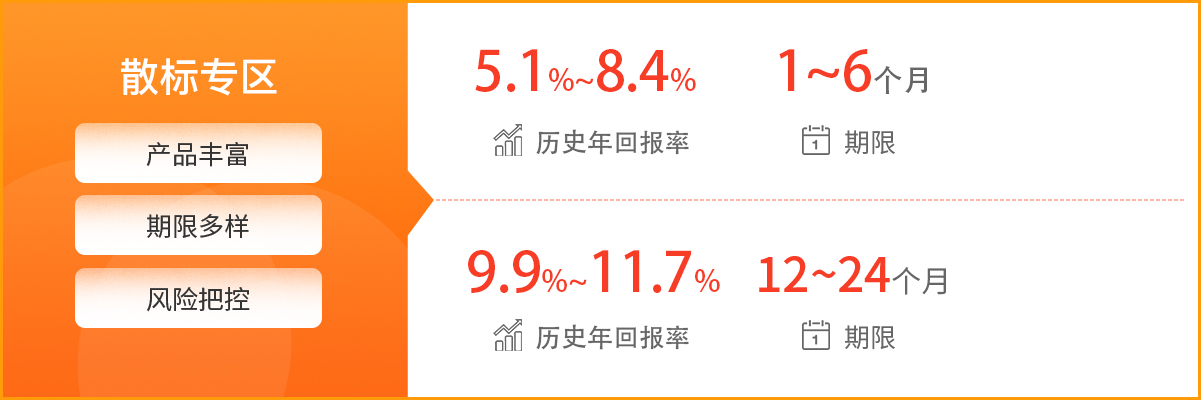 散标专区
产品丰富
期限多样
风险把控
5.1%~8.4% 1~6个月
历史年回报率 1 期限
9.9%~11.7% 12~24个月
历史年回报率 1 期限